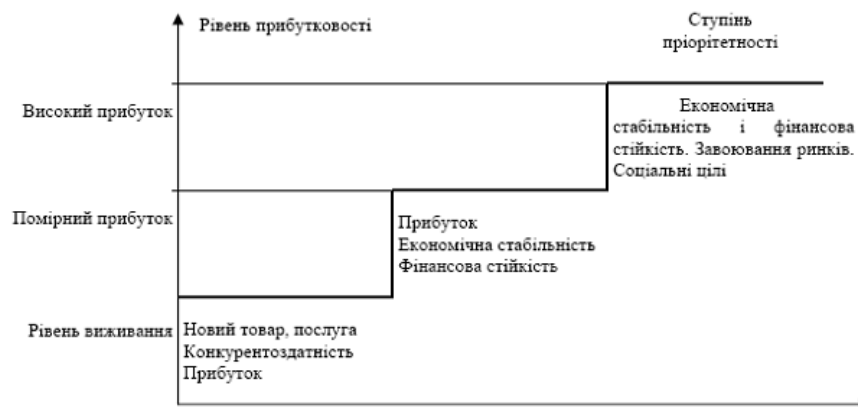 Рівень прибутковості
Ступінь
пріорітетності
Високий прибуток
Економічна
стабільність і фінансова
стійкість. Завоювання ринків.
Соціальні цілі
Помірний прибуток
Прибуток
Економічна стабільність
Фінансова стійкість
Рівень виживання
Новий товар, послуга
Конкурентоздатність
Прибуток